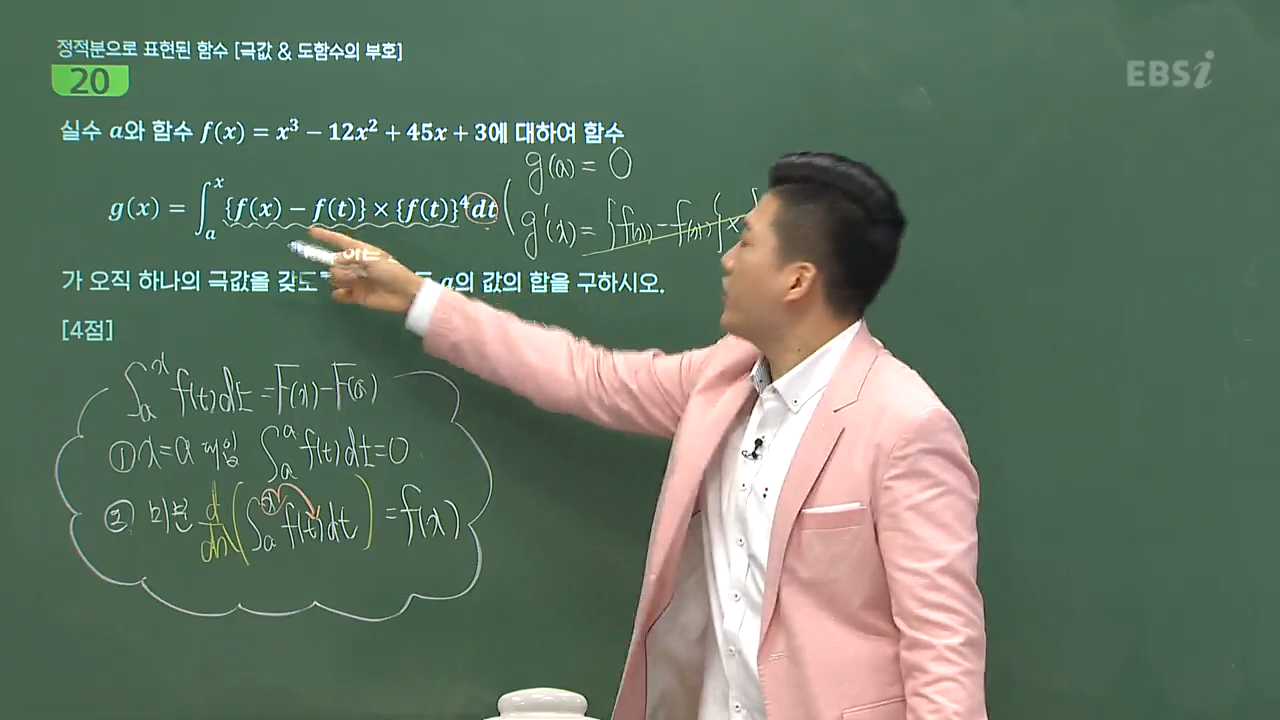 정적분으로 표현된 함수 [극값 & 도함수의 부호]
20
EBSi
실수 a와 함수 f(x) = x³ − 12x² + 45x + 3에 대하여 함수
g(a) = 0
g(x) = ∫ₐˣ {f(x) − f(t)} × {f(t)}⁴ dt
g'(x) = {f(x) − f(x)} ×
가 오직 하나의 극값을 갖도 a의 값의 합을 구하시오.
[4점]
∫ₐˣ f(t)dt = F(x) − F(a)
① x = a 대입 ∫ₐᵃ f(t)dt = 0
② 미분 d/dx (∫ₐˣ f(t)dt) = f(x)